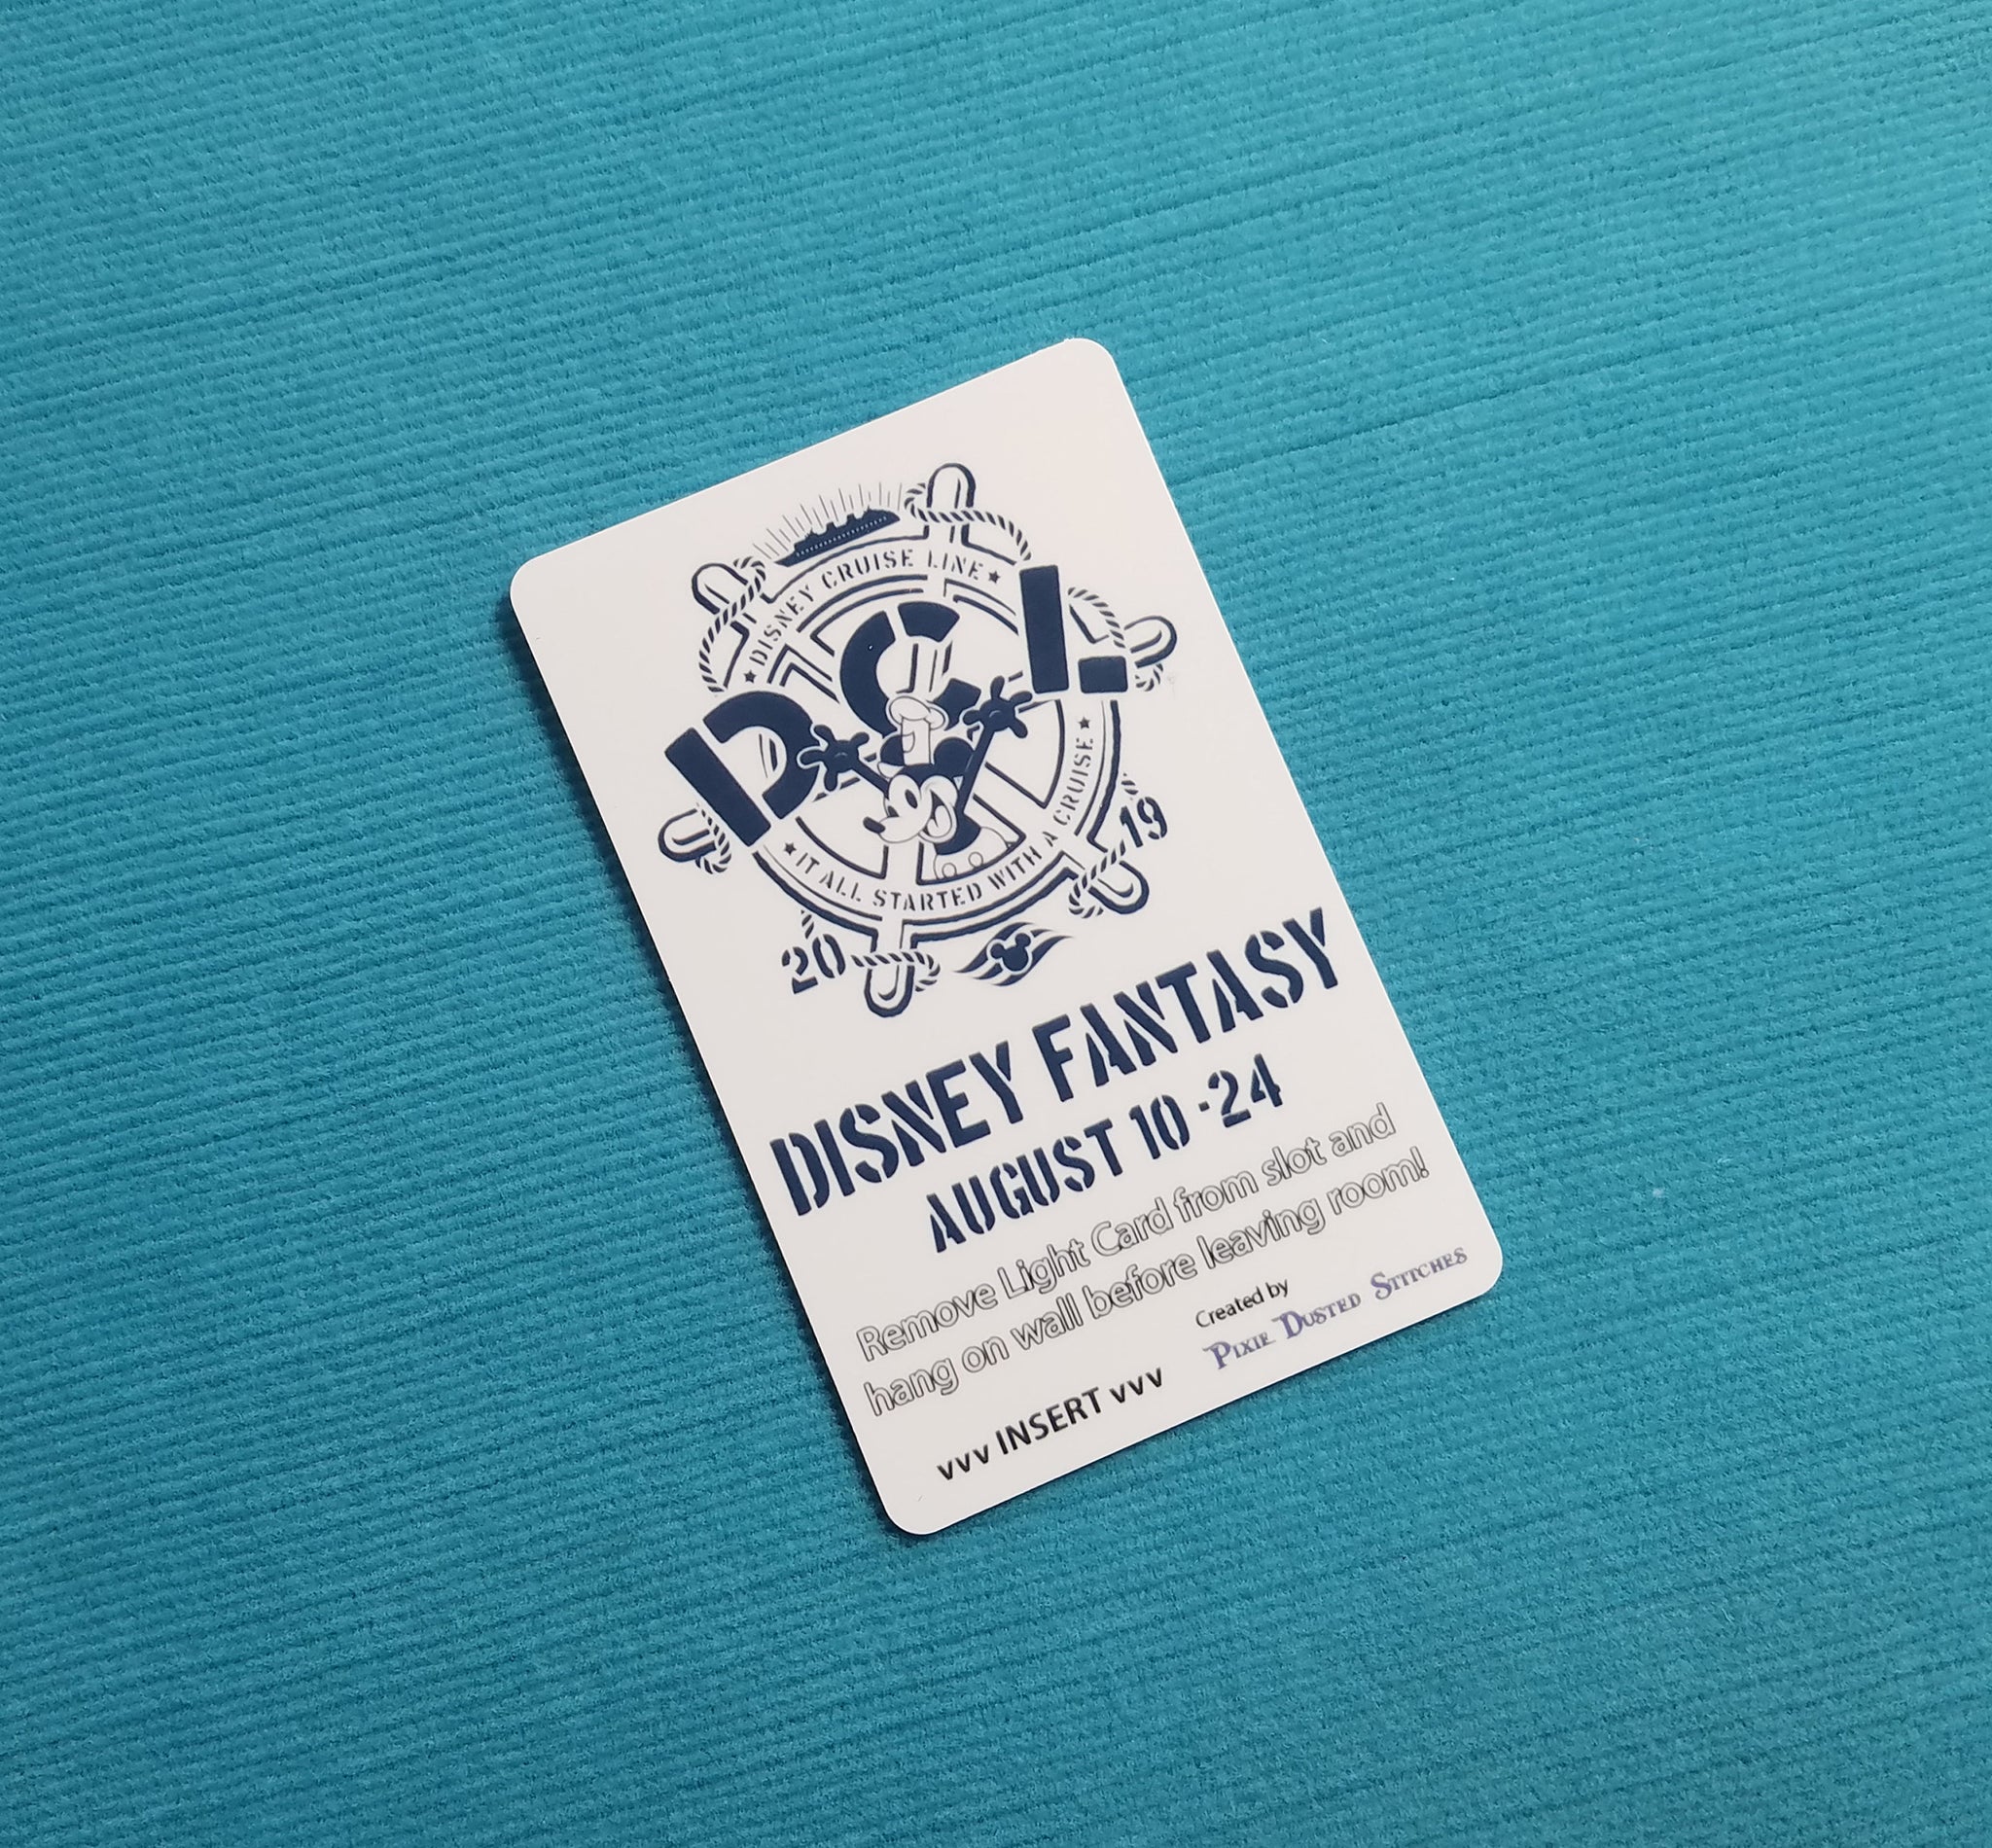 ★ DISNEY CRUISE LINE ★
DCL
★ IT ALL STARTED WITH A CRUISE ★
20 19
DISNEY FANTASY
AUGUST 10 -24
Remove Light Card from slot and
hang on wall before leaving room!
Created by
PIXIE DUSTED STITCHES
vvv INSERT vvv